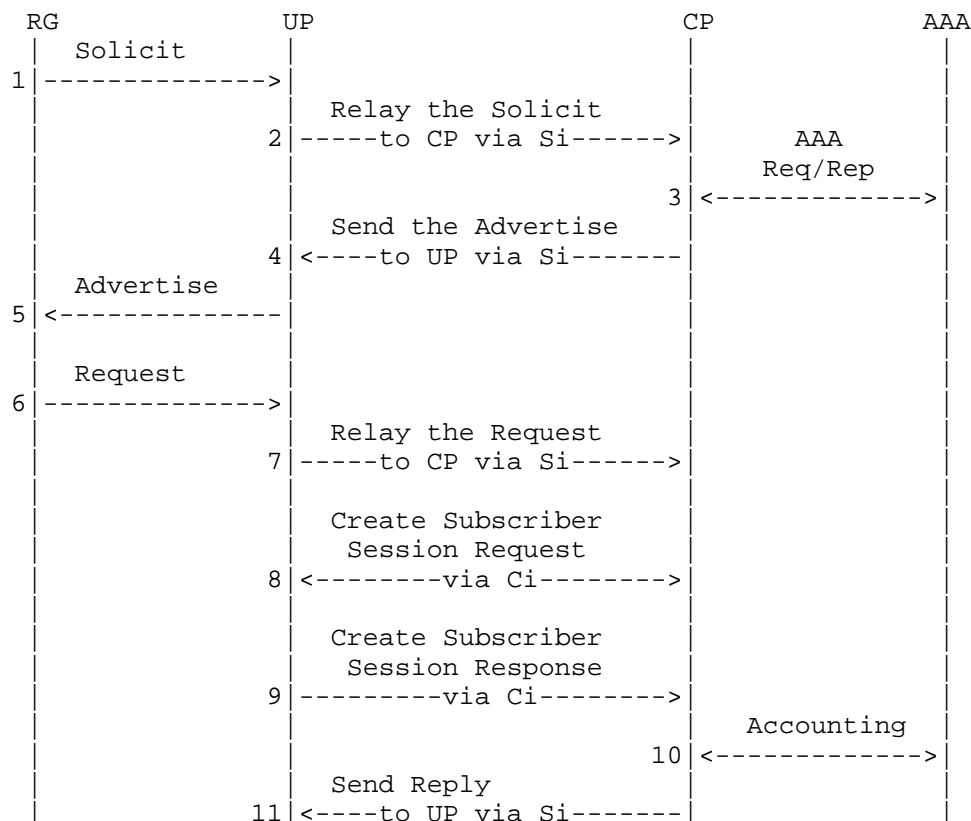 RG UP CP AAA
| Solicit | | |
1|-------------->| | |
| | Relay the Solicit | |
| 2|-----to CP via Si------>| AAA |
| | | Req/Rep |
| | 3|<------------->|
| | Send the Advertise | |
| 4|<----to UP via Si-------| |
| Advertise | | |
5|<--------------| | |
| | | |
| Request | | |
6|-------------->| | |
| | Relay the Request | |
| 7|-----to CP via Si------>| |
| | | |
| | Create Subscriber | |
| | Session Request | |
| 8|<--------via Ci-------->| |
| | | |
| | Create Subscriber | |
| | Session Response | |
| 9|---------via Ci-------->| |
| | | Accounting |
| | 10|<------------->|
| | Send Reply | |
| 11|<----to UP via Si-------| |